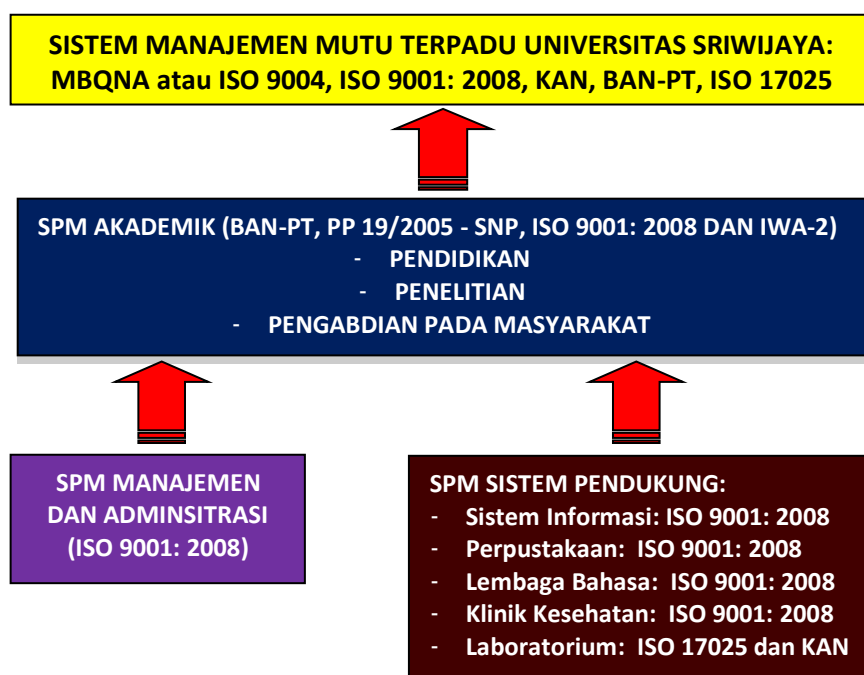 SISTEM MANAJEMEN MUTU TERPADU UNIVERSITAS SRIWIJAYA:
MBQNA atau ISO 9004, ISO 9001: 2008, KAN, BAN-PT, ISO 17025
SPM AKADEMIK (BAN-PT, PP 19/2005 - SNP, ISO 9001: 2008 DAN IWA-2)
- PENDIDIKAN
- PENELITIAN
- PENGABDIAN PADA MASYARAKAT
SPM MANAJEMEN
DAN ADMINSITRASI
(ISO 9001: 2008)
SPM SISTEM PENDUKUNG:
- Sistem Informasi: ISO 9001: 2008
- Perpustakaan: ISO 9001: 2008
- Lembaga Bahasa: ISO 9001: 2008
- Klinik Kesehatan: ISO 9001: 2008
- Laboratorium: ISO 17025 dan KAN